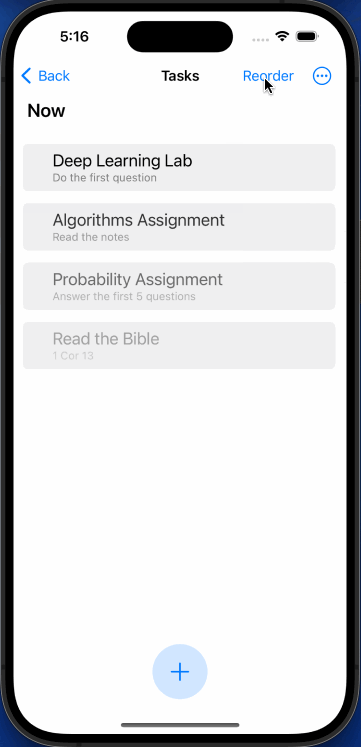 5:16
Back
Tasks
Reorder
Now
Deep Learning Lab
Do the first question
Algorithms Assignment
Read the notes
Probability Assignment
Answer the first 5 questions
Read the Bible
1 Cor 13